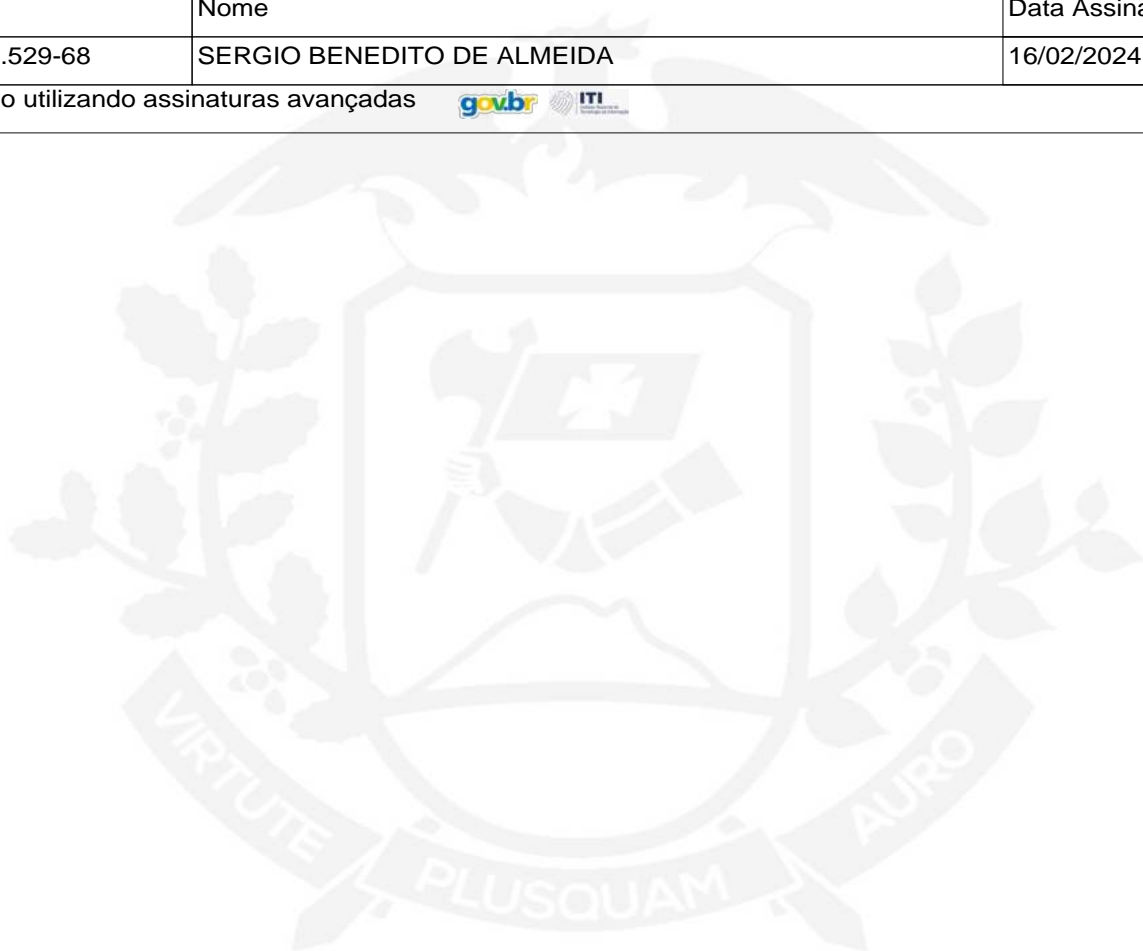 Nome Data Assina
.529-68 SERGIO BENEDITO DE ALMEIDA 16/02/2024
o utilizando assinaturas avançadas gov.br ITI
VIRTUTE PLUSQUAM AURO